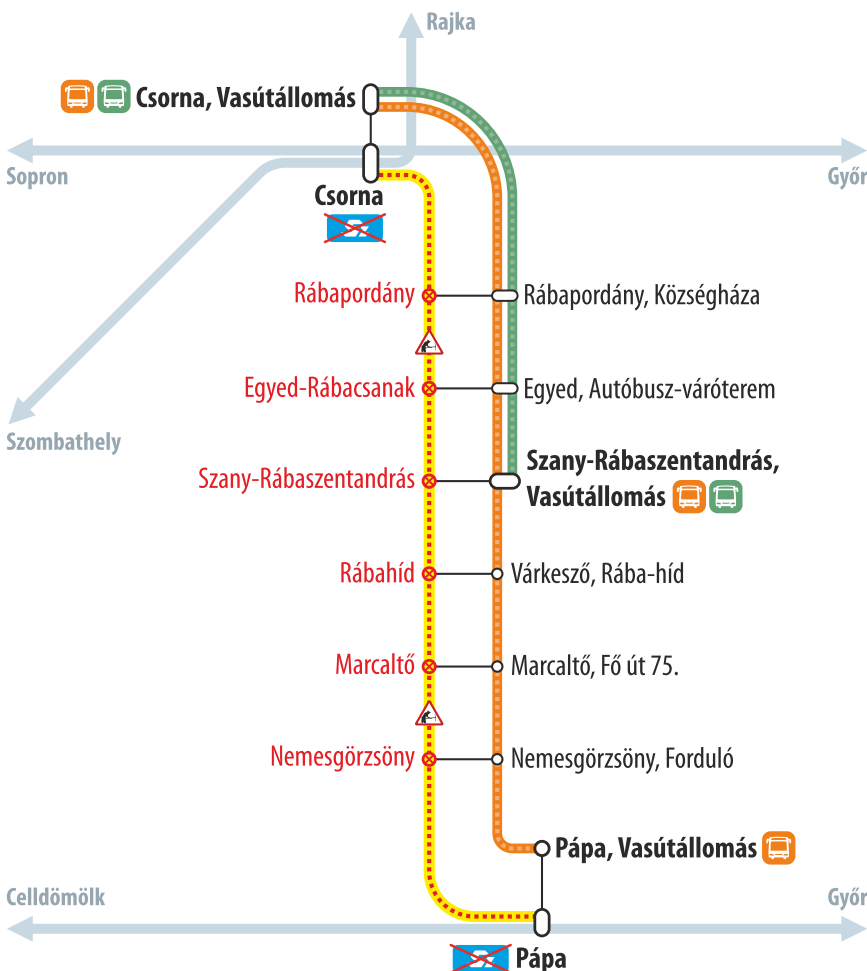 Rajka
Csorna, Vasútállomás
Sopron
Győr
Csorna
Rábapordány
Rábapordány, Községháza
Egyed-Rábacsanak
Egyed, Autóbusz-váróterem
Szombathely
Szany-Rábaszentandrás
Szany-Rábaszentandrás,
Vasútállomás
Rábahíd
Várkesző, Rába-híd
Marcaltő
Marcaltő, Fő út 75.
Nemesgörzsöny
Nemesgörzsöny, Forduló
Pápa, Vasútállomás
Celldömölk
Győr
Pápa